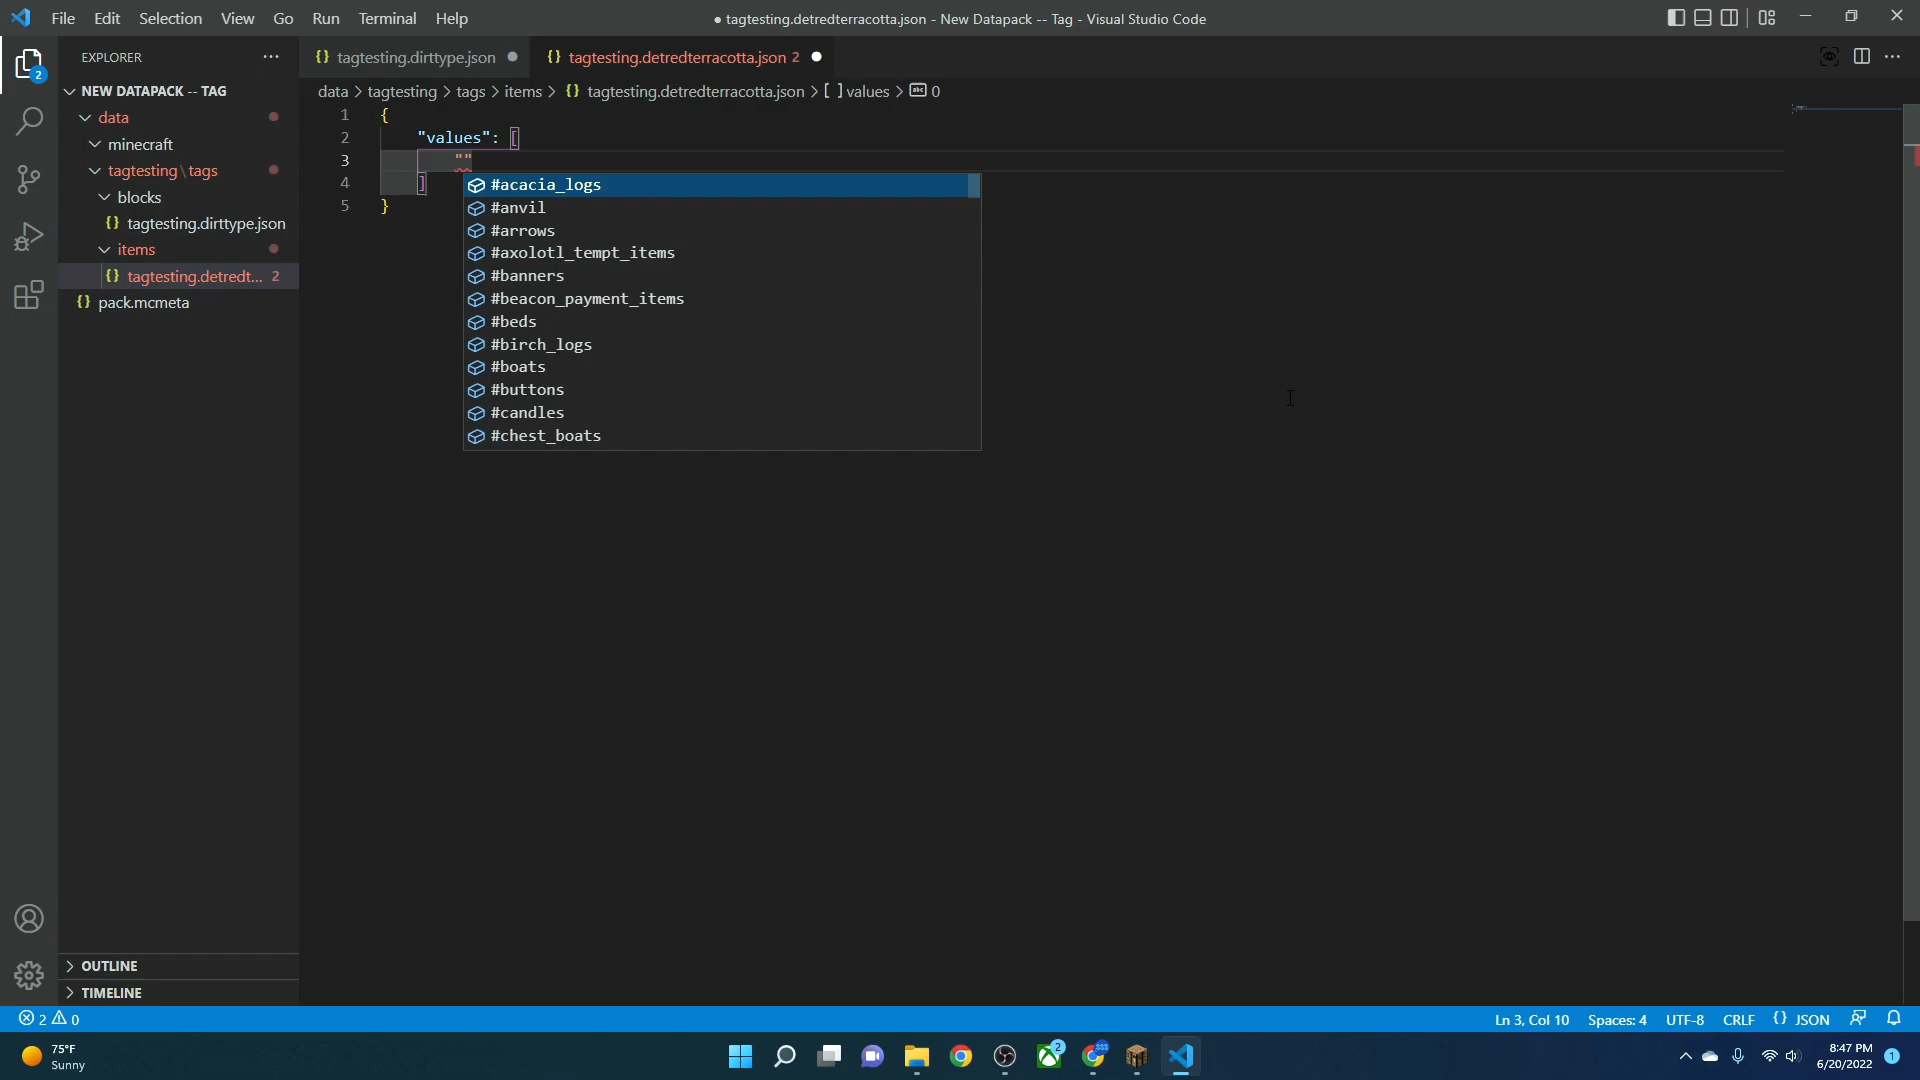 File Edit Selection View Go Run Terminal Help
● tagtesting.detredterracotta.json - New Datapack -- Tag - Visual Studio Code
EXPLORER
NEW DATAPACK -- TAG
data
minecraft
tagtesting\tags
blocks
{} tagtesting.dirttype.json
items
{} tagtesting.detredt... 2
{} pack.mcmeta
OUTLINE
TIMELINE
2
{} tagtesting.dirttype.json ●
{} tagtesting.detredterracotta.json 2 ●
data > tagtesting > tags > items > {} tagtesting.detredterracotta.json > [ ] values > abc 0
1 {
2 "values": [
3 ""
4 ]
5 }
#acacia_logs
#anvil
#arrows
#axolotl_tempt_items
#banners
#beacon_payment_items
#beds
#birch_logs
#boats
#buttons
#candles
#chest_boats
2 0
Ln 3, Col 10 Spaces: 4 UTF-8 CRLF {} JSON
75°F
Sunny
2
$$$
8:47 PM
6/20/2022
1